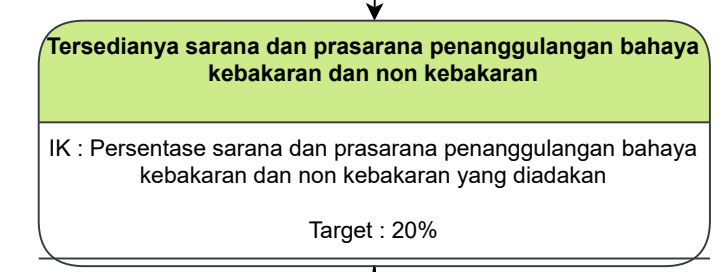 Tersedianya sarana dan prasarana penanggulangan bahaya
kebakaran dan non kebakaran
IK : Persentase sarana dan prasarana penanggulangan bahaya
kebakaran dan non kebakaran yang diadakan
Target : 20%